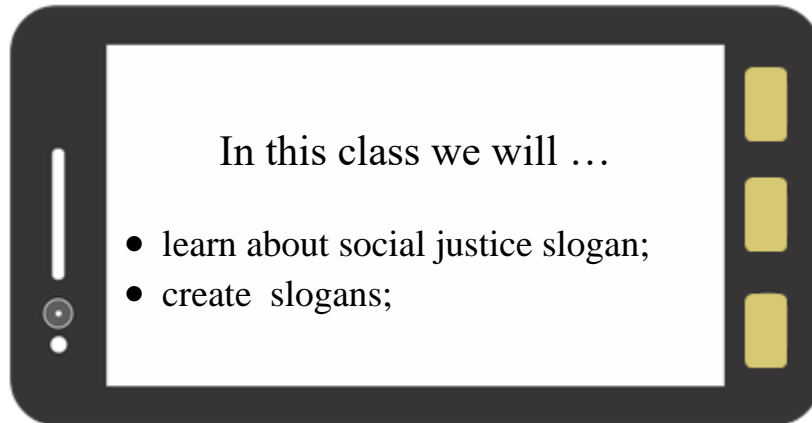 In this class we will …
• learn about social justice slogan;
• create  slogans;